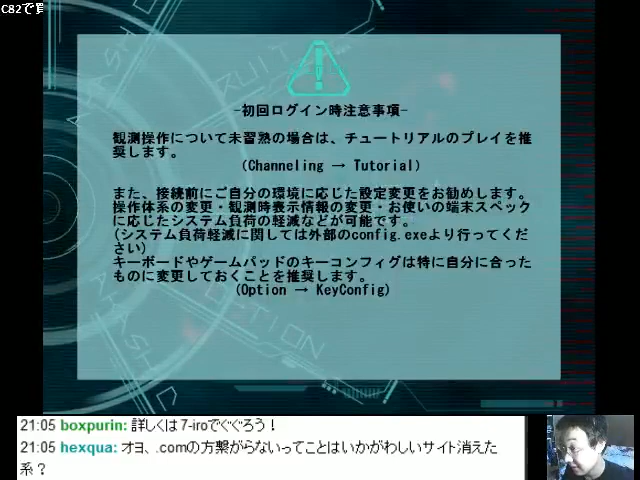 C82で買
-初回ログイン時注意事項-
観測操作について未習熟の場合は、チュートリアルのプレイを推
奨します。
(Channeling → Tutorial)
また、接続前にご自分の環境に応じた設定変更をお勧めします。
操作体系の変更・観測時表示情報の変更・お使いの端末スペック
に応じたシステム負荷の軽減などが可能です。
(システム負荷軽減に関しては外部のconfig.exeより行ってくだ
さい)
キーボードやゲームパッドのキーコンフィグは特に自分に合った
ものに変更しておくことを推奨します。
(Option → KeyConfig)
OPTION
21:05 boxpurin: 詳しくは7-iroでぐぐろう！
21:05 hexqua: オヨ、.comの方繋がらないってことはいかがわしいサイト消えた
系？